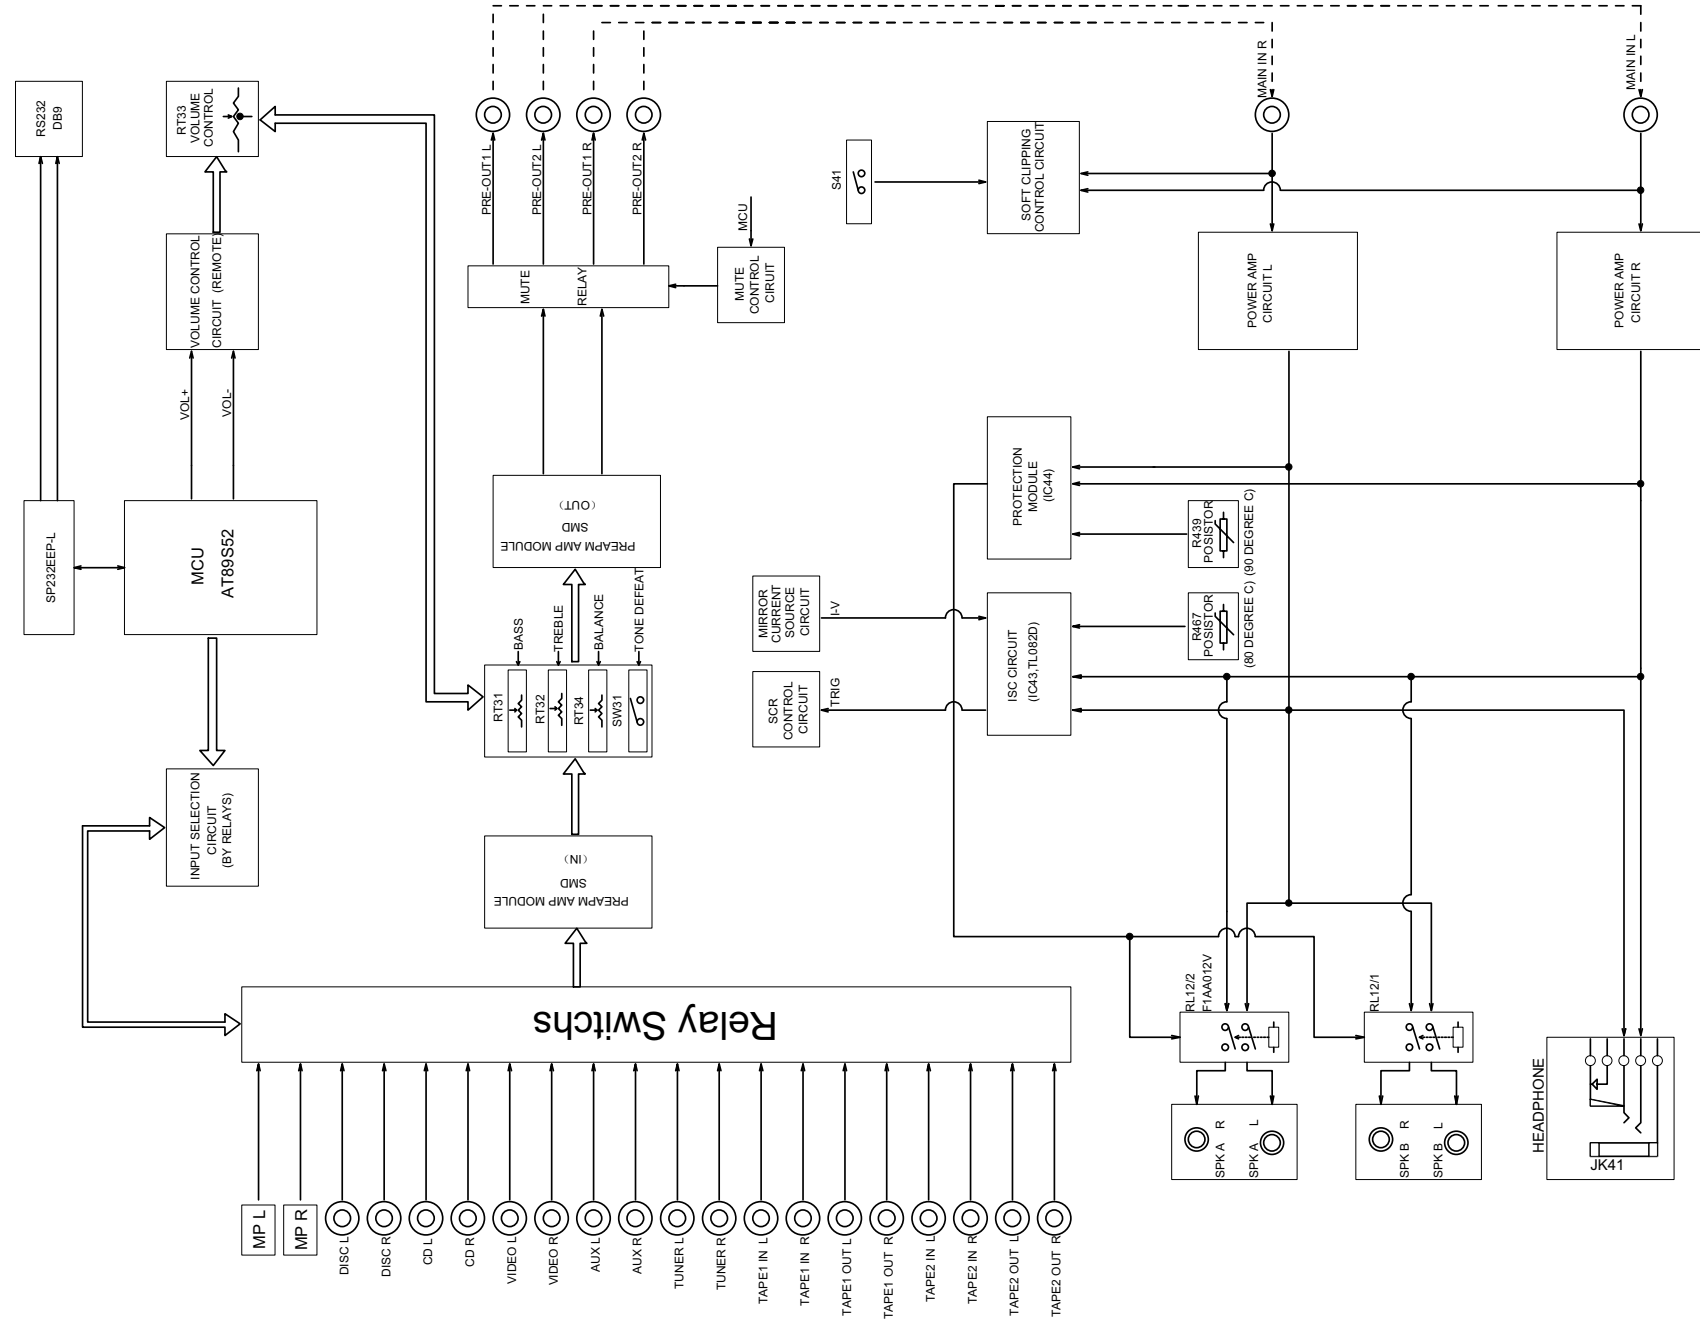 RS232
DB9
RT33
VOLUME
CONTROL
VOLUME CONTROL
CIRCUIT (REMOTE)
VOL+
VOL-
SP232EEP-L
MCU
AT89S52
INPUT SELECTION
CIRCUIT
(BY RELAYS)
PRE-OUT1 L
PRE-OUT2 L
PRE-OUT1 R
PRE-OUT2 R
MUTE
RELAY
MCU
MUTE
CONTROL
CIRUIT
PREAPM AMP MODULE
SMD
(OUT)
BASS
TREBLE
BALANCE
TONE DEFEAT
RT31
RT32
RT34
SW31
PREAPM AMP MODULE
SMD
(IN)
Relay Switchs
MP L
MP R
DISC L
DISC R
CD L
CD R
VIDEO L
VIDEO R
AUX L
AUX R
TUNER L
TUNER R
TAPE1 IN L
TAPE1 IN R
TAPE1 OUT L
TAPE1 OUT R
TAPE2 IN L
TAPE2 IN R
TAPE2 OUT L
TAPE2 OUT R
S41
SOFT CLIPPING
CONTROL CIRCUIT
MAIN IN R
MAIN IN L
POWER AMP
CIRCUIT L
POWER AMP
CIRCUIT R
PROTECTION
MODULE
(IC44)
R439
POSISTOR
(90 DEGREE C)
MIRROR
CURRENT
SOURCE
CIRCUIT
I-V
ISC CIRCUIT
(IC43,TL082D)
R467
POSISTOR
(80 DEGREE C)
SCR
CONTROL
CIRCUIT
TRIG
RL12/2
F1AA012V
RL12/1
SPK A R
SPK A L
SPK B R
SPK B L
HEADPHONE
JK41